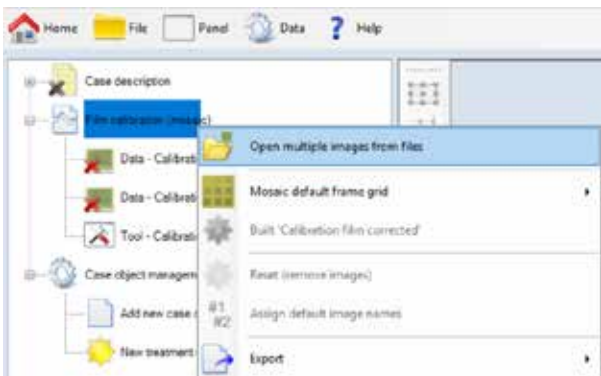 Home File Panel Data Help
Case description
Film calibration (mosaic)
Open multiple images from files
Data - Calibrati
Mosaic default frame grid
Data - Calibrati
Built 'Calibration film corrected'
Tool - Calibrati
Case object managem
Reset (remove images)
Add new case
#1
#2
Assign default image names
New treatment
Export